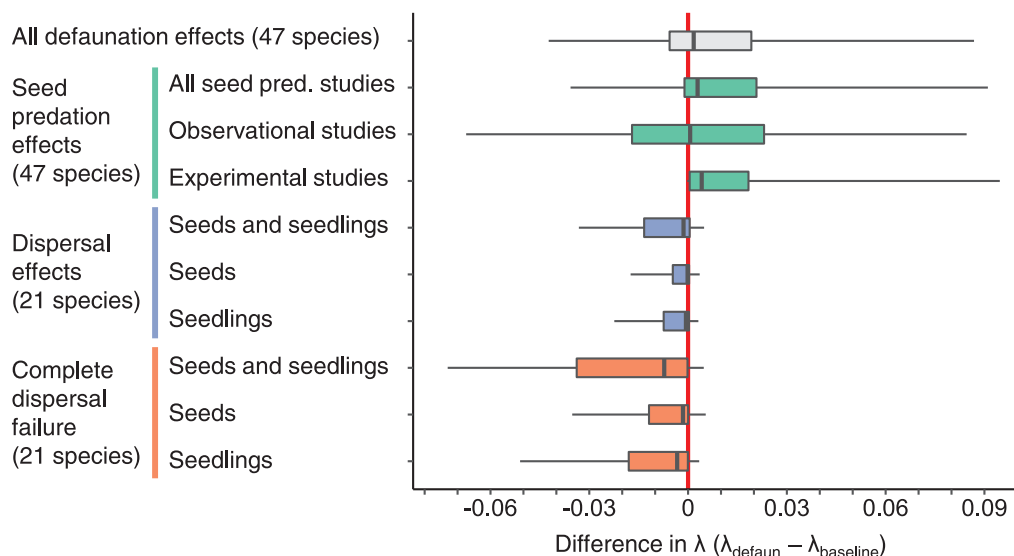 All defaunation effects (47 species)
Seed
predation
effects
(47 species)
All seed pred. studies
Observational studies
Experimental studies
Dispersal
effects
(21 species)
Seeds and seedlings
Seeds
Seedlings
Complete
dispersal
failure
(21 species)
Seeds and seedlings
Seeds
Seedlings
-0.06 -0.03 0 0.03 0.06 0.09
Difference in λ (λdefaun – λbaseline)